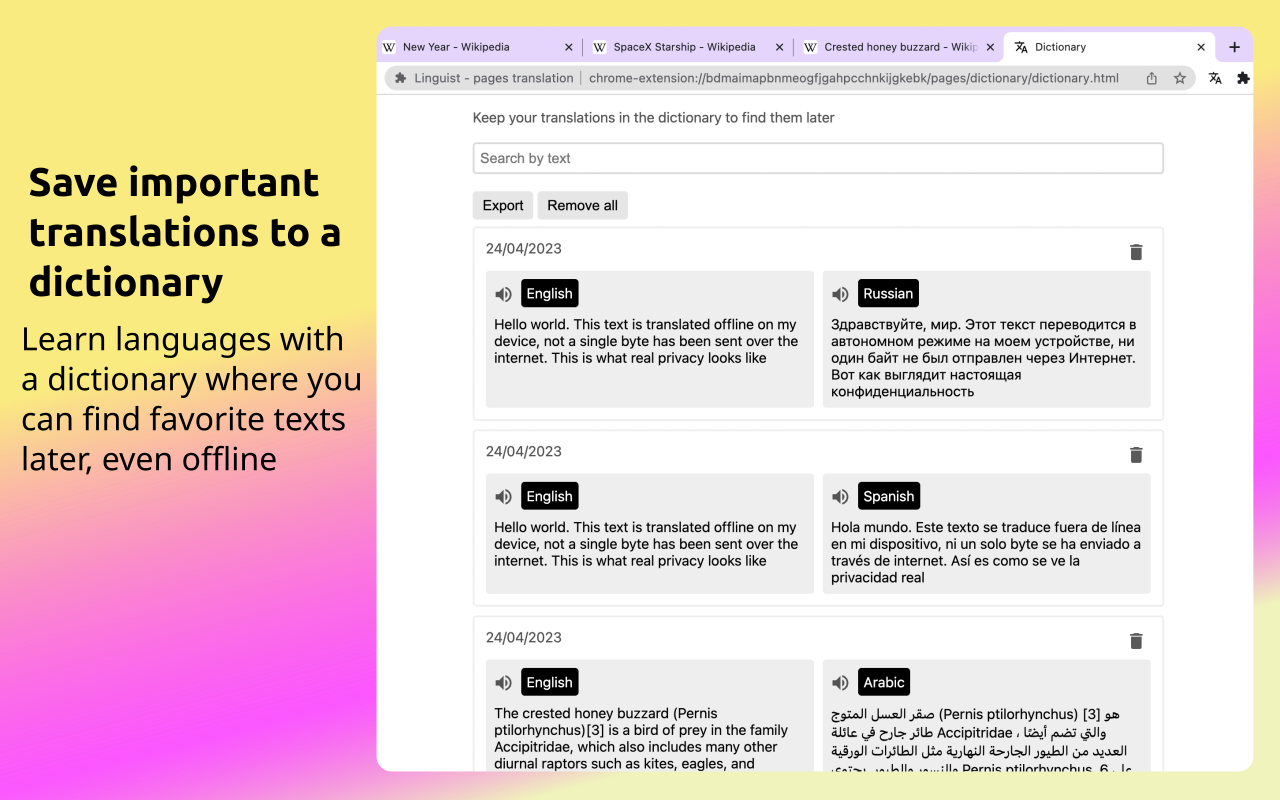 Save important
translations to a
dictionary
Learn languages with
a dictionary where you
can find favorite texts
later, even offline
New Year - Wikipedia
SpaceX Starship - Wikipedia
Crested honey buzzard - Wikip
Dictionary
Linguist - pages translation
chrome-extension://bdmaimapbnmeogfjgahpcchnkijgkebk/pages/dictionary/dictionary.html
Keep your translations in the dictionary to find them later
Search by text
Export
Remove all
24/04/2023
English
Hello world. This text is translated offline on my
device, not a single byte has been sent over the
internet. This is what real privacy looks like
Russian
Здравствуйте, мир. Этот текст переводится в
автономном режиме на моем устройстве, ни
один байт не был отправлен через Интернет.
Вот как выглядит настоящая
конфиденциальность
24/04/2023
English
Hello world. This text is translated offline on my
device, not a single byte has been sent over the
internet. This is what real privacy looks like
Spanish
Hola mundo. Este texto se traduce fuera de línea
en mi dispositivo, ni un solo byte se ha enviado a
través de internet. Así es como se ve la
privacidad real
24/04/2023
English
The crested honey buzzard (Pernis
ptilorhynchus)[3] is a bird of prey in the family
Accipitridae, which also includes many other
diurnal raptors such as kites, eagles, and
Arabic
صقر العسل المتوج (Pernis ptilorhynchus) [3] هو
طائر جارح في عائلة Accipitridae ، والتي تضم أيضًا
العديد من الطيور الجارحة النهارية مثل الطائرات الورقية
والنسور والطيور. يحتوي Pernis ptilorhynchus على 6